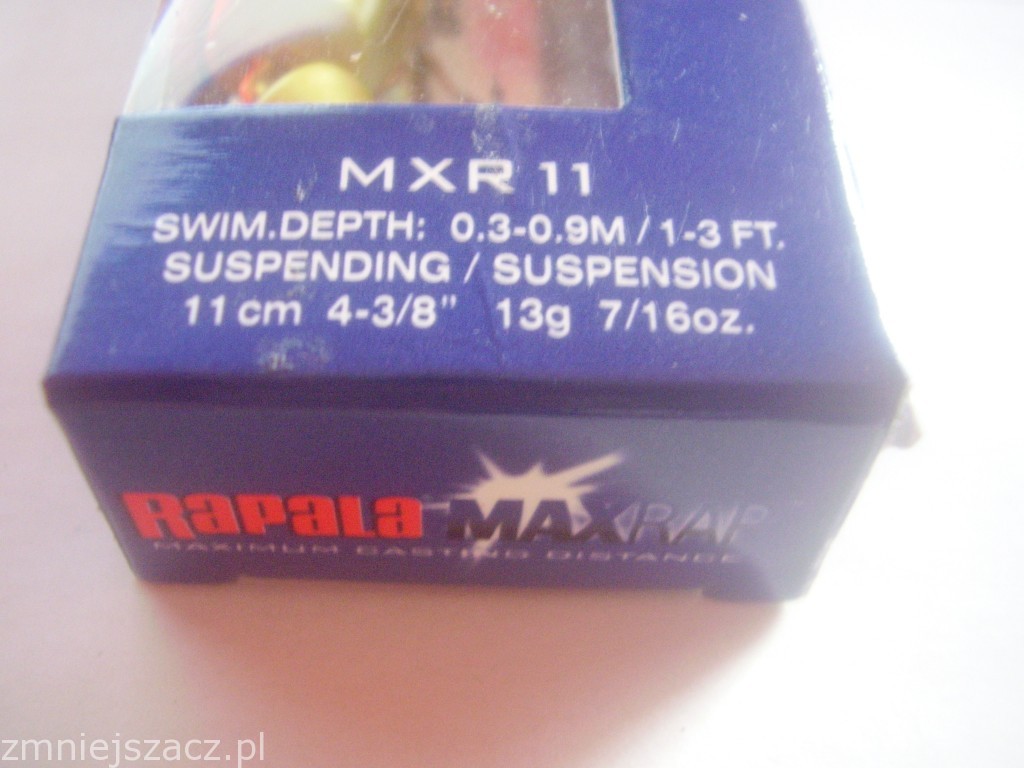 MXR 11
SWIM.DEPTH: 0.3-0.9M / 1-3 FT.
SUSPENDING / SUSPENSION
11cm 4-3/8" 13g 7/16oz.
RAPALA MAXRAP
MAXIMUM CASTING DISTANCE
zmniejszacz.pl